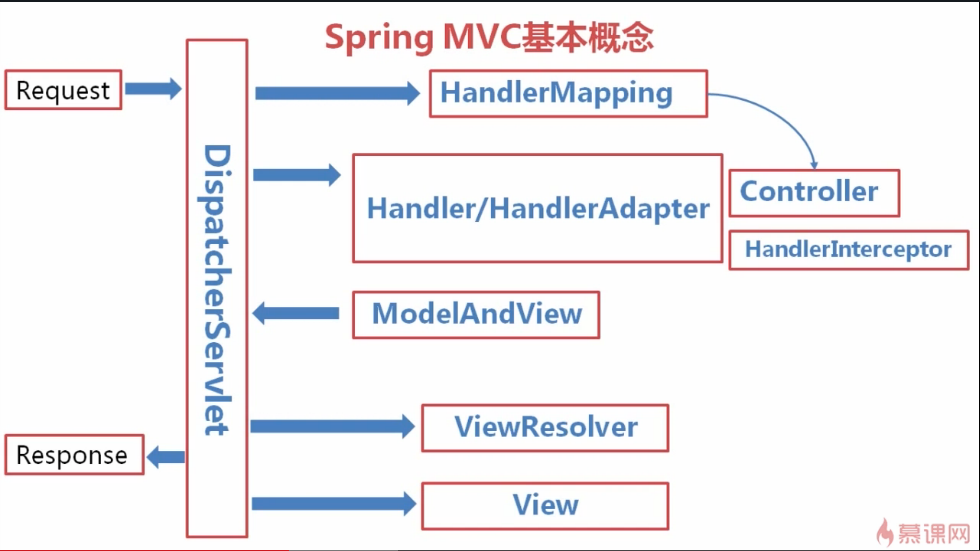 Spring MVC基本概念
Request
HandlerMapping
DispatcherServlet
Handler/HandlerAdapter
Controller
HandlerInterceptor
ModelAndView
ViewResolver
Response
View
慕课网